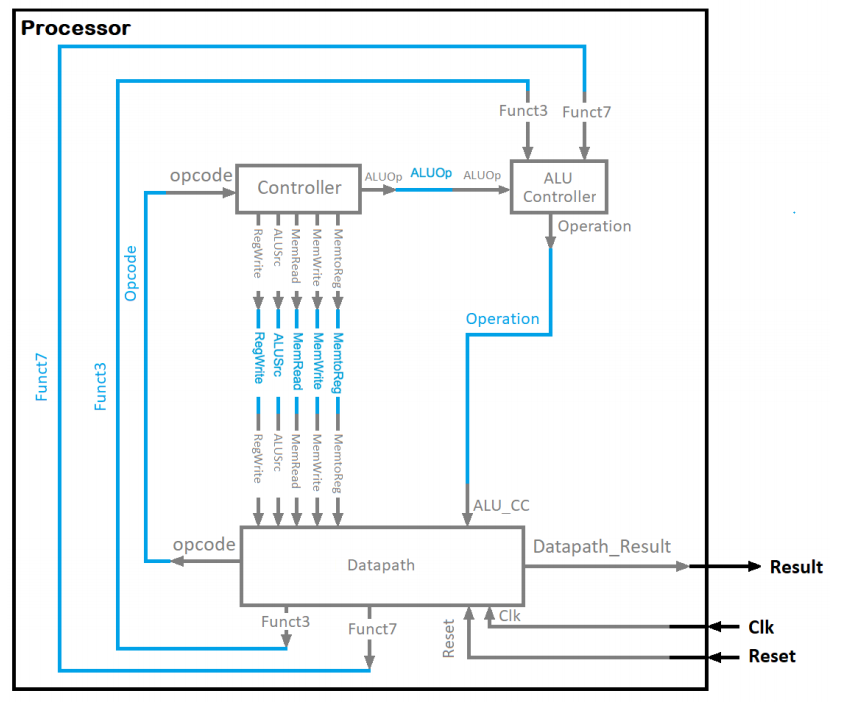 Processor
Funct3
Funct7
opcode
Controller
ALUOp
ALUOp
ALUOp
ALU
Controller
Operation
RegWrite
ALUSrc
MemRead
MemWrite
MemtoReg
Opcode
Operation
RegWrite
ALUSrc
MemRead
MemWrite
MemtoReg
Funct7
Funct3
RegWrite
ALUSrc
MemRead
MemWrite
MemtoReg
ALU_CC
opcode
Datapath
Datapath_Result
Result
Funct3
Funct7
Reset
Clk
Clk
Reset